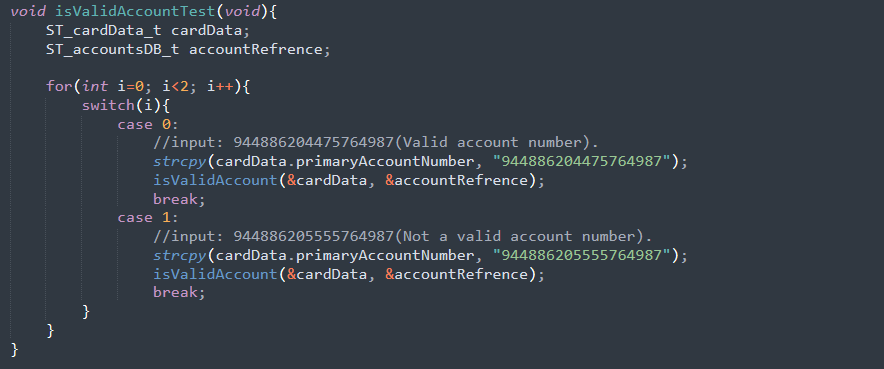 void isValidAccountTest(void){
    ST_cardData_t cardData;
    ST_accountsDB_t accountRefrence;

    for(int i=0; i<2; i++){
        switch(i){
            case 0:
                //input: 944886204475764987(Valid account number).
                strcpy(cardData.primaryAccountNumber, "944886204475764987");
                isValidAccount(&cardData, &accountRefrence);
                break;
            case 1:
                //input: 944886205555764987(Not a valid account number).
                strcpy(cardData.primaryAccountNumber, "944886205555764987");
                isValidAccount(&cardData, &accountRefrence);
                break;
        }
    }
}